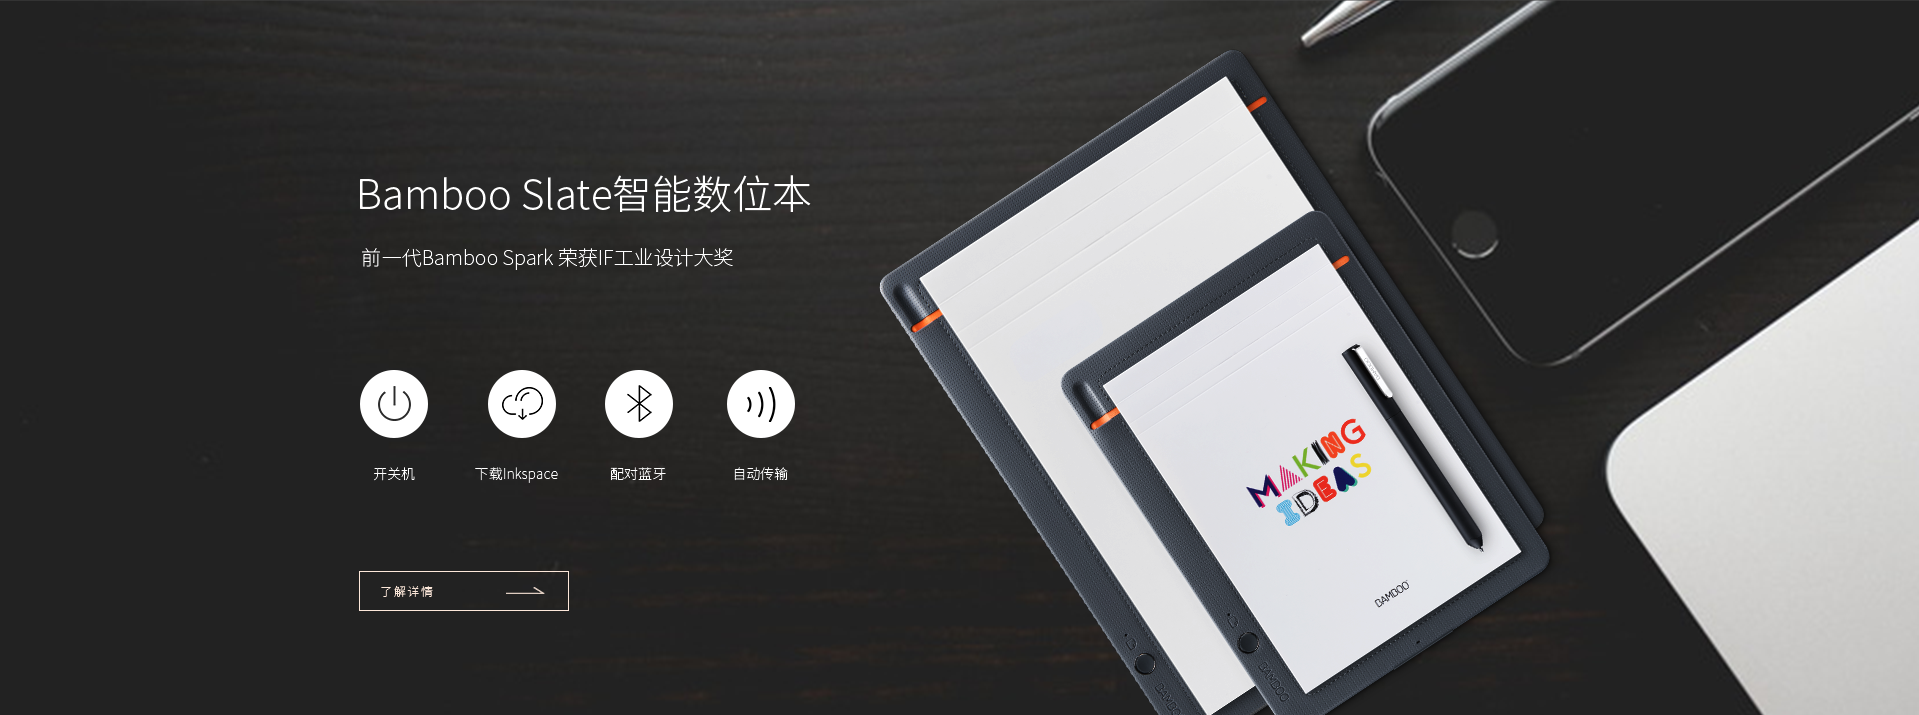 Bamboo Slate智能数位本
前一代Bamboo Spark 荣获IF工业设计大奖
开关机
下载Inkspace
配对蓝牙
自动传输
了解详情
MAKING
IDEAS
BAMBOO
BAMBOO
BAMBOO